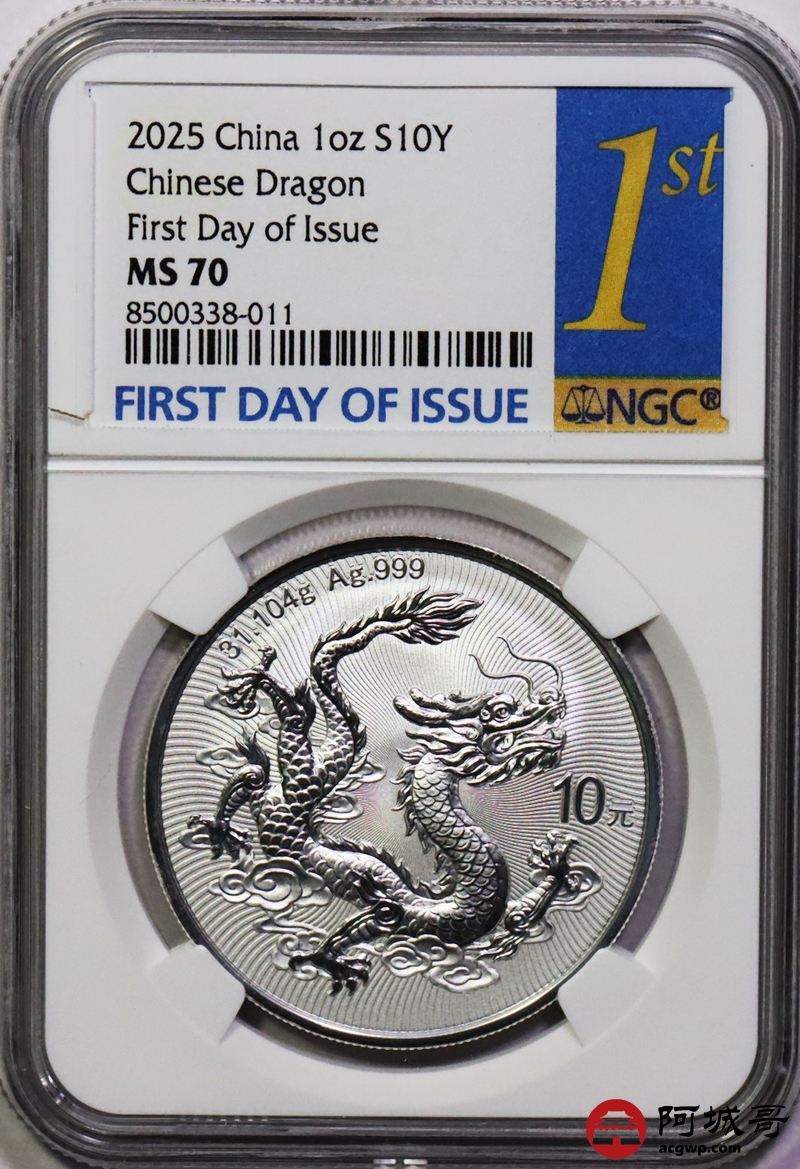 2025 China 1oz S10Y
Chinese Dragon
First Day of Issue
MS 70
8500338-011
FIRST DAY OF ISSUE
1st
NGC®
31.104g Ag.999
10元
阿城哥
acgwp.com